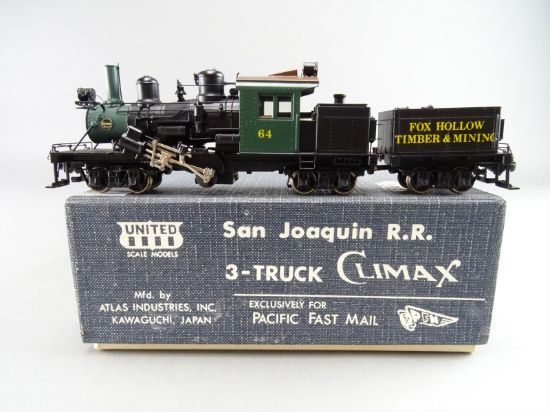 64
FOX HOLLOW
TIMBER & MINING
UNITED
SCALE MODELS
San Joaquin R.R.
3-TRUCK CLIMAX
Mfd. by
ATLAS INDUSTRIES, INC.
KAWAGUCHI, JAPAN
EXCLUSIVELY FOR
PACIFIC FAST MAIL
PFM